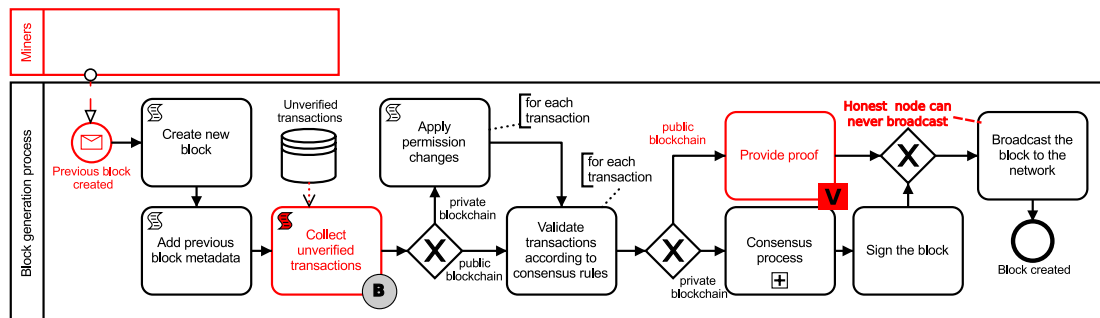 Miners
Block generation process
Previous block
created
Create new
block
Add previous
block metadata
Unverified
transactions
Collect
unverified
transactions
B
X
private
blockchain
public
blockchain
Apply
permission
changes
for each
transaction
for each
transaction
Validate
transactions
according to
consensus rules
X
public
blockchain
private
blockchain
Provide proof
V
Consensus
process
Sign the block
X
Honest node can
never broadcast
Broadcast the
block to the
network
Block created